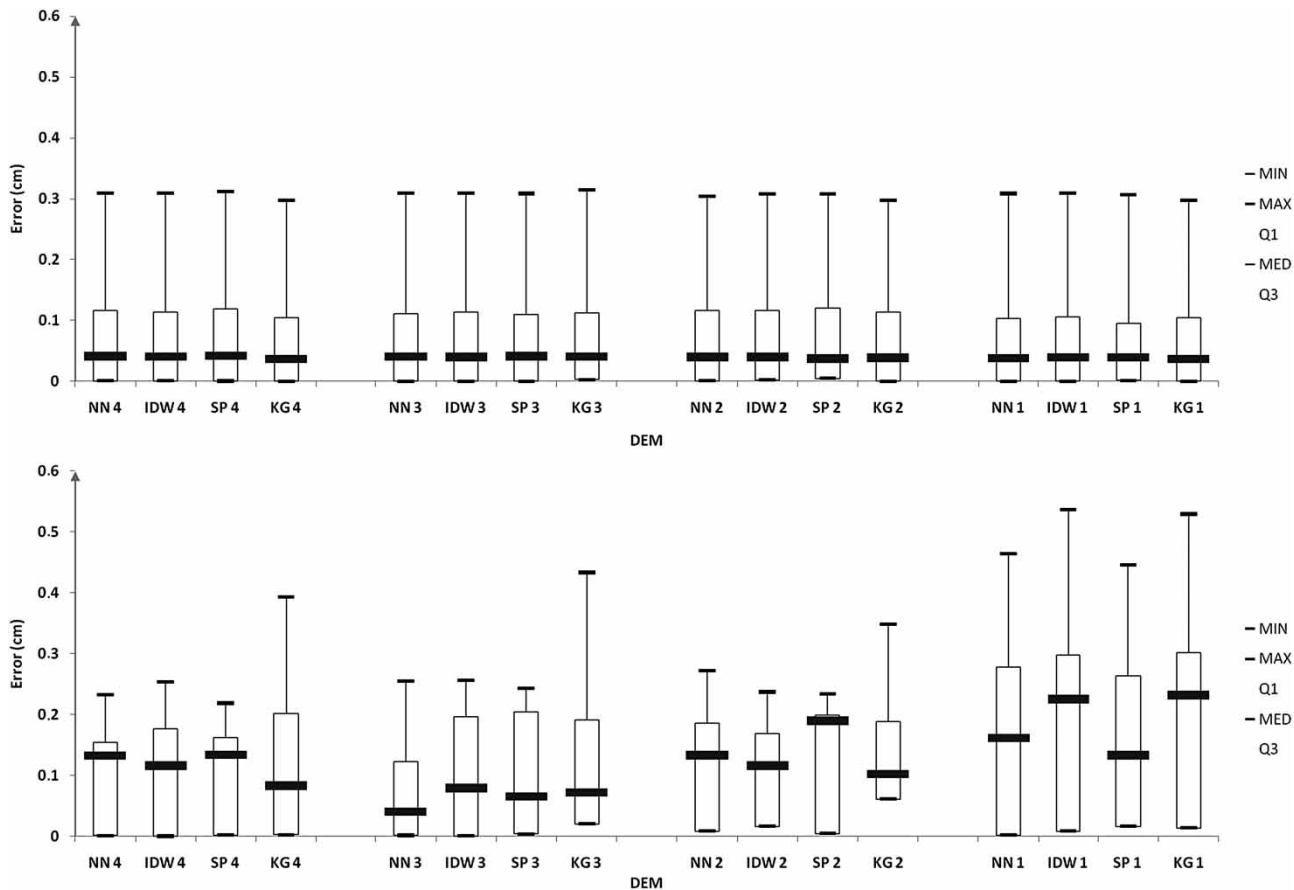 0.6
0.5
0.4
0.3
0.2
0.1
0
Error (cm)
NN 4 IDW 4 SP 4 KG 4 NN 3 IDW 3 SP 3 KG 3 NN 2 IDW 2 SP 2 KG 2 NN 1 IDW 1 SP 1 KG 1
DEM
MIN
MAX
Q1
MED
Q3
0.6
0.5
0.4
0.3
0.2
0.1
0
Error (cm)
NN 4 IDW 4 SP 4 KG 4 NN 3 IDW 3 SP 3 KG 3 NN 2 IDW 2 SP 2 KG 2 NN 1 IDW 1 SP 1 KG 1
DEM
MIN
MAX
Q1
MED
Q3